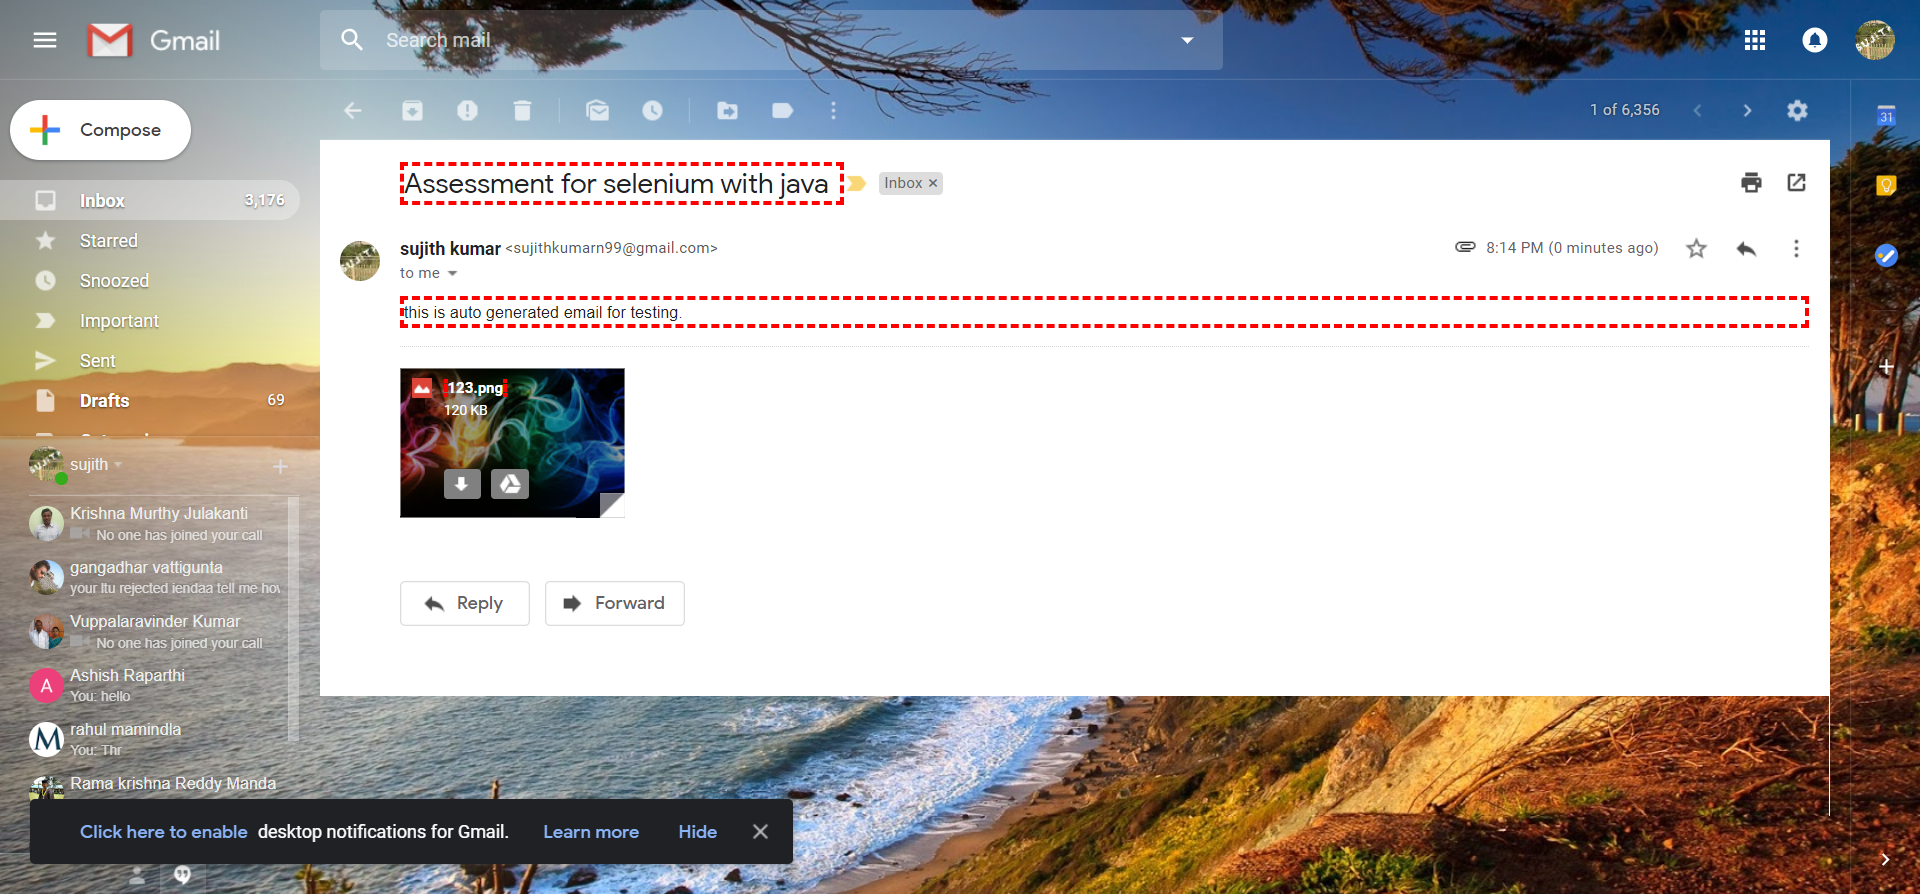 Gmail
Search mail
Compose
1 of 6,356
31
Inbox 3,176
Starred
Snoozed
Important
Sent
Drafts 69
Assessment for selenium with java Inbox ×
sujith kumar <sujithkumarn99@gmail.com> 8:14 PM (0 minutes ago)
to me
this is auto generated email for testing.
123.png
120 KB
Reply Forward
sujith
Krishna Murthy Julakanti
No one has joined your call
gangadhar vattigunta
your ltu rejected iendaa tell me how
Vuppalaravinder Kumar
No one has joined your call
A
Ashish Raparthi
You: hello
M
rahul mamindla
You: Thr
Rama krishna Reddy Manda
Click here to enable desktop notifications for Gmail. Learn more Hide